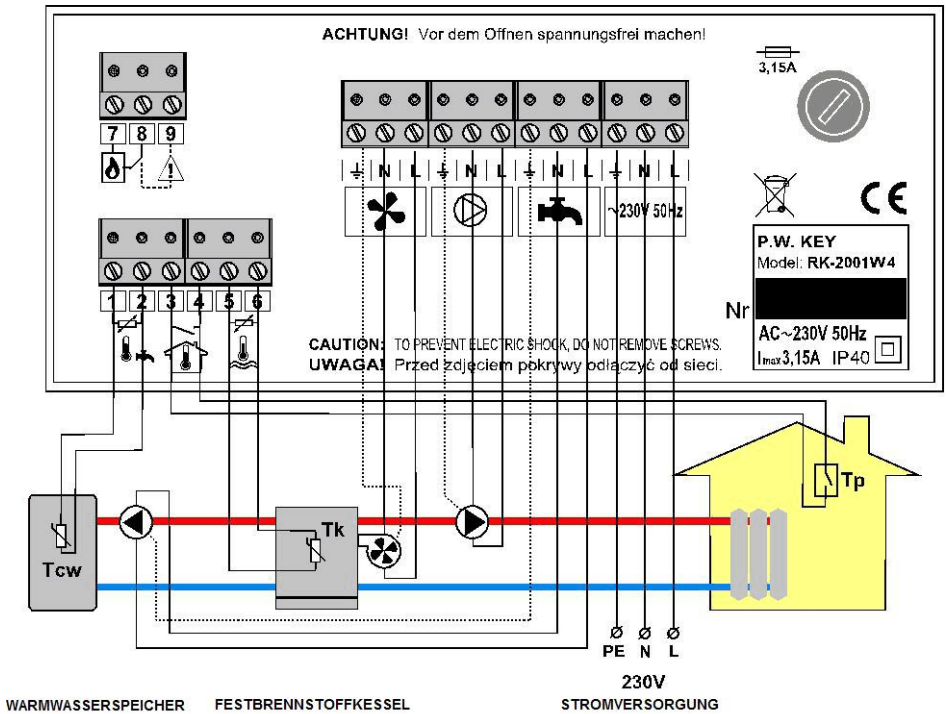 ACHTUNG! Vor dem Offnen spannungsfrei machen!
3,15A
7 8 9
⏚ N L ⏚ N L ⏚ N L ⏚ N L
~230V 50Hz
P.W. KEY
Model: RK-2001W4
Nr
AC~230V 50Hz
Imax3,15A IP40
CE
1 2 3 4 5 6
CAUTION: TO PREVENT ELECTRIC SHOCK, DO NOT REMOVE SCREWS.
UWAGA! Przed zdjęciem pokrywy odłączyć od sieci.
Tp
Tk
Tcw
PE N L
230V
WARMWASSERSPEICHER FESTBRENNSTOFFKESSEL STROMVERSORGUNG